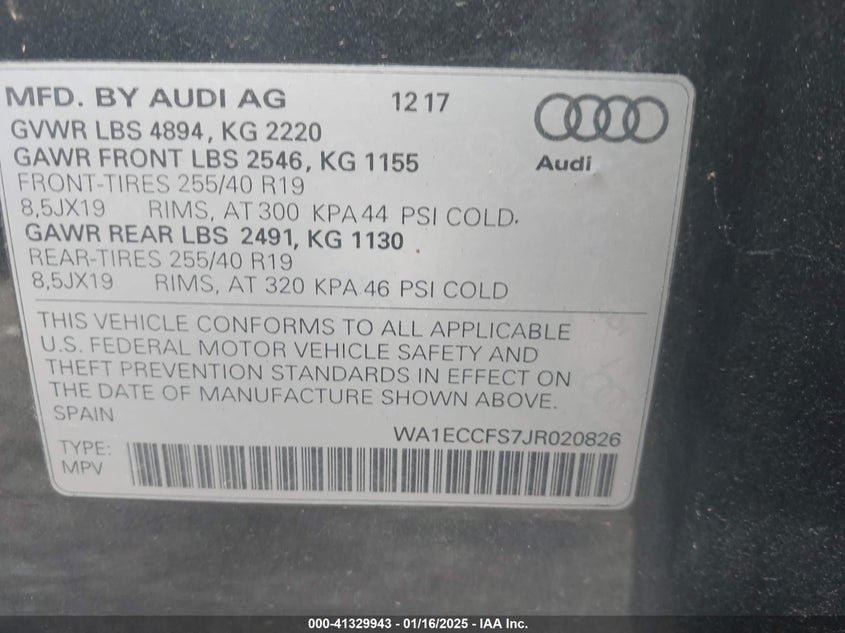 MFD. BY AUDI AG 12 17
GVWR LBS 4894, KG 2220
GAWR FRONT LBS 2546, KG 1155
Audi
FRONT-TIRES 255/40 R19
8,5JX19 RIMS, AT 300 KPA 44 PSI COLD.
GAWR REAR LBS 2491, KG 1130
REAR-TIRES 255/40 R19
8,5JX19 RIMS, AT 320 KPA 46 PSI COLD
THIS VEHICLE CONFORMS TO ALL APPLICABLE
U.S. FEDERAL MOTOR VEHICLE SAFETY AND
THEFT PREVENTION STANDARDS IN EFFECT ON
THE DATE OF MANUFACTURE SHOWN ABOVE.
SPAIN
WA1ECCFS7JR020826
TYPE:
MPV
000-41329943 - 01/16/2025 - IAA Inc.